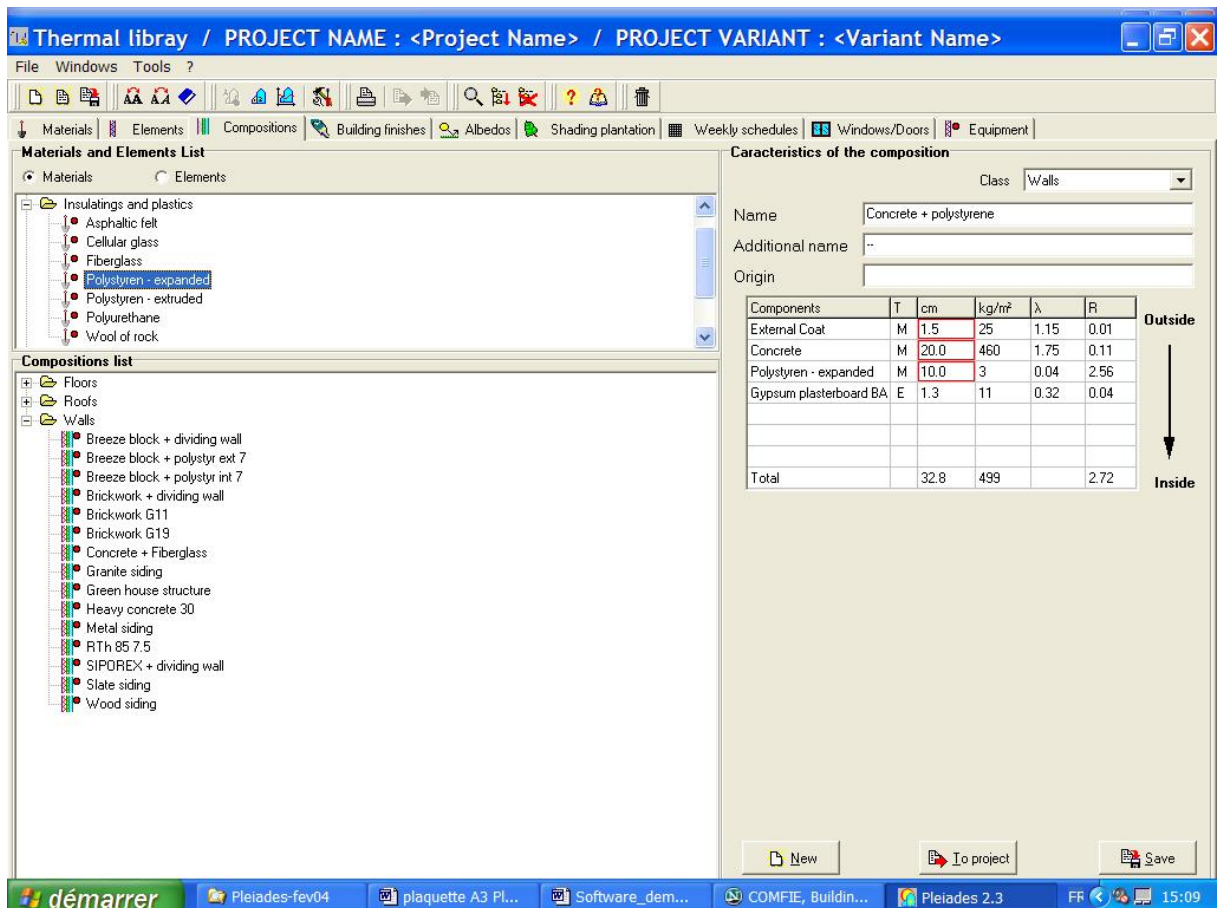 Thermal libray / PROJECT NAME : <Project Name> / PROJECT VARIANT : <Variant Name>
File Windows Tools ?
Materials Elements Compositions Building finishes Albedos Shading plantation Weekly schedules Windows/Doors Equipment
Materials and Elements List
Materials Elements
Insulatings and plastics
Asphaltic felt
Cellular glass
Fiberglass
Polystyren - expanded
Polystyren - extruded
Polyurethane
Wool of rock
Compositions list
Floors
Roofs
Walls
Breeze block + dividing wall
Breeze block + polystyr ext 7
Breeze block + polystyr int 7
Brickwork + dividing wall
Brickwork G11
Brickwork G19
Concrete + Fiberglass
Granite siding
Green house structure
Heavy concrete 30
Metal siding
RTh 85 7.5
SIPOREX + dividing wall
Slate siding
Wood siding
Caracteristics of the composition
Class Walls
Name Concrete + polystyrene
Additional name --
Origin
Components T cm kg/m² λ R
External Coat M 1.5 25 1.15 0.01
Concrete M 20.0 460 1.75 0.11
Polystyren - expanded M 10.0 3 0.04 2.56
Gypsum plasterboard BA E 1.3 11 0.32 0.04
Total 32.8 499 2.72
Outside
Inside
New To project Save
démarrer Pleiades-fev04 plaquette A3 Pl... Software_dem... COMFIE, Buildin... Pleiades 2.3 FR 15:09